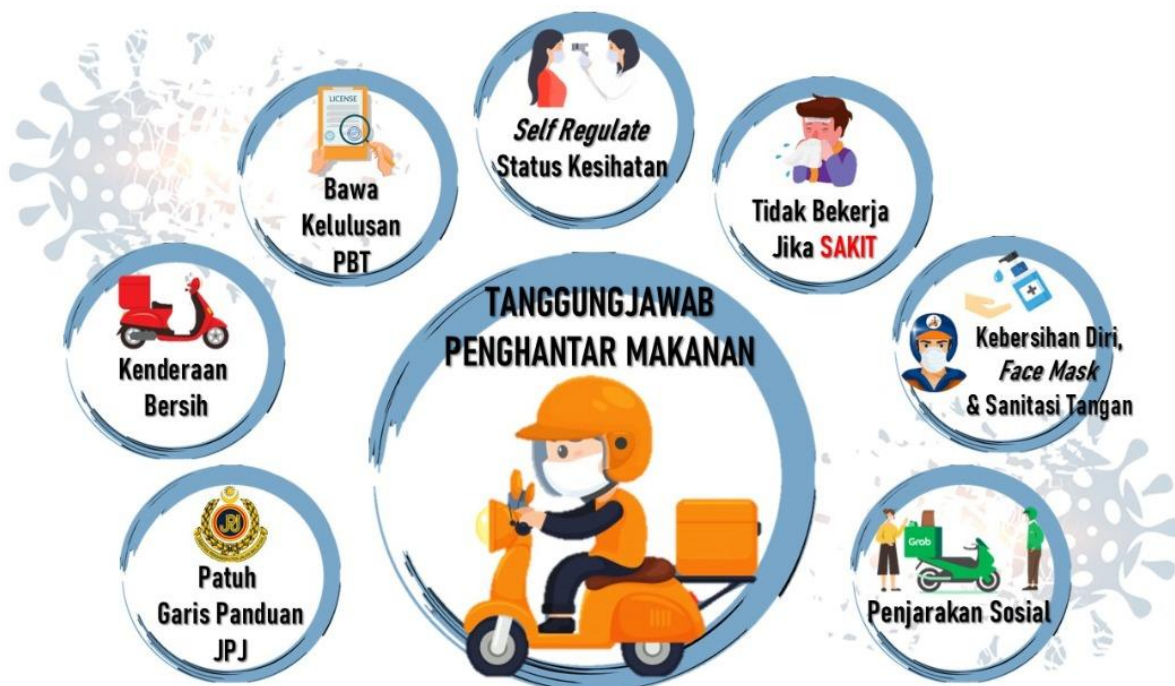 TANGGUNGJAWAB
PENGHANTAR MAKANAN
Patuh
Garis Panduan
JPJ
Kenderaan
Bersih
LICENSE
Bawa
Kelulusan
PBT
Self Regulate
Status Kesihatan
Tidak Bekerja
Jika SAKIT
Kebersihan Diri,
Face Mask
& Sanitasi Tangan
Grab
Penjarakan Sosial